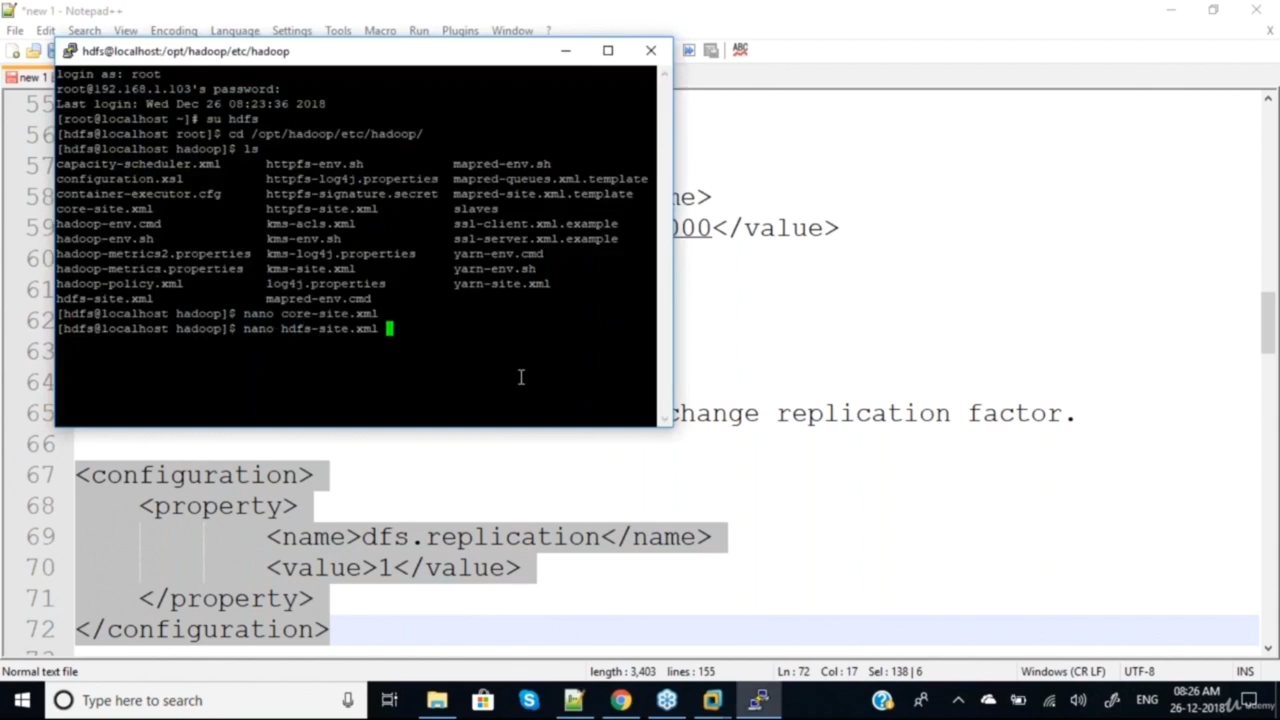 *new 1 - Notepad++
File Edit Search View Encoding Language Settings Tools Macro Run Plugins Window ?
X
new 1
hdfs@localhost:/opt/hadoop/etc/hadoop
login as: root
root@192.168.1.103's password:
Last login: Wed Dec 26 08:23:36 2018
[root@localhost ~]# su hdfs
[hdfs@localhost root]$ cd /opt/hadoop/etc/hadoop/
[hdfs@localhost hadoop]$ ls
capacity-scheduler.xml httpfs-env.sh mapred-env.sh
configuration.xsl httpfs-log4j.properties mapred-queues.xml.template
container-executor.cfg httpfs-signature.secret mapred-site.xml.template
core-site.xml httpfs-site.xml slaves
hadoop-env.cmd kms-acls.xml ssl-client.xml.example
hadoop-env.sh kms-env.sh ssl-server.xml.example
hadoop-metrics2.properties kms-log4j.properties yarn-env.cmd
hadoop-metrics.properties kms-site.xml yarn-env.sh
hadoop-policy.xml log4j.properties yarn-site.xml
hdfs-site.xml mapred-env.cmd
[hdfs@localhost hadoop]$ nano core-site.xml
[hdfs@localhost hadoop]$ nano hdfs-site.xml
55
56
57
58 me>
59 000</value>
60
61
62
63
64
65 change replication factor.
66
67 <configuration>
68 <property>
69 <name>dfs.replication</name>
70 <value>1</value>
71 </property>
72 </configuration>
Normal text file length : 3,403 lines : 155 Ln : 72 Col : 17 Sel : 138 | 6 Windows (CR LF) UTF-8 INS
Type here to search
ENG
08:26 AM
26-12-2018
Udemy